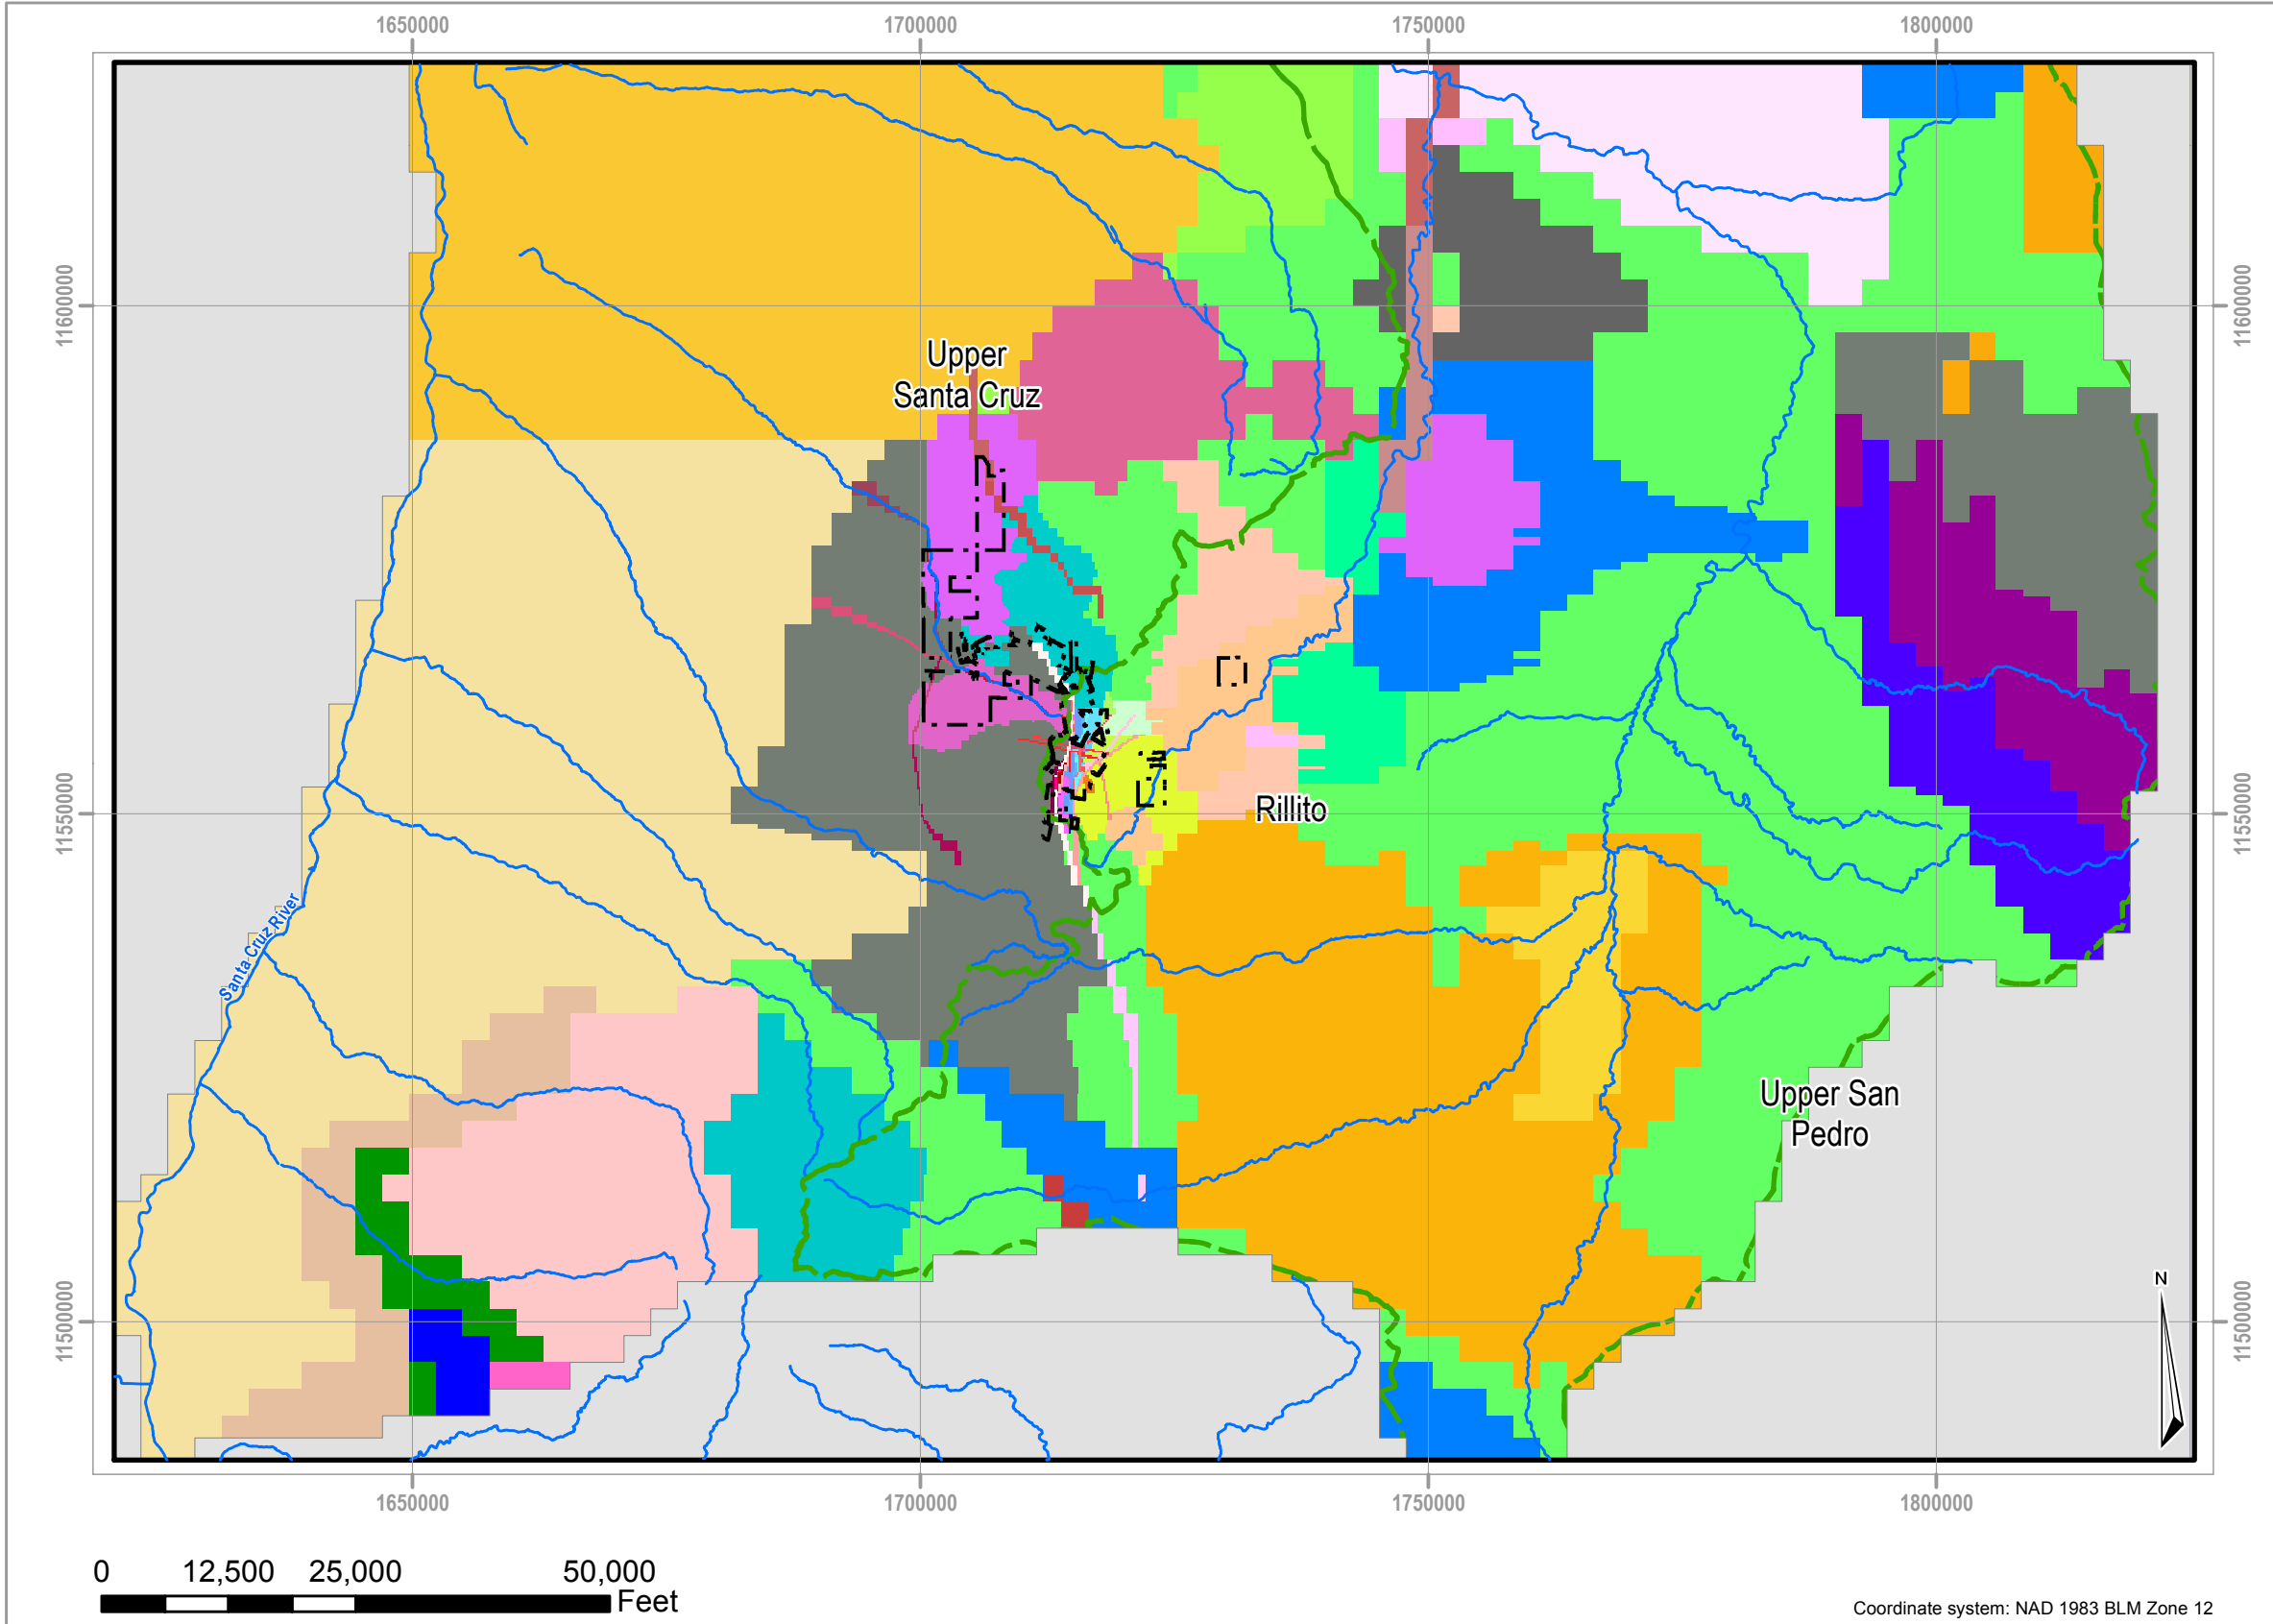 1650000 1700000 1750000 1800000
11600000 11600000
Upper
Santa Cruz
11550000 11550000
Rillito
Santa Cruz River
Upper San
Pedro
N
11500000 11500000
1650000 1700000 1750000 1800000
0 12,500 25,000 50,000
Feet
Coordinate system: NAD 1983 BLM Zone 12